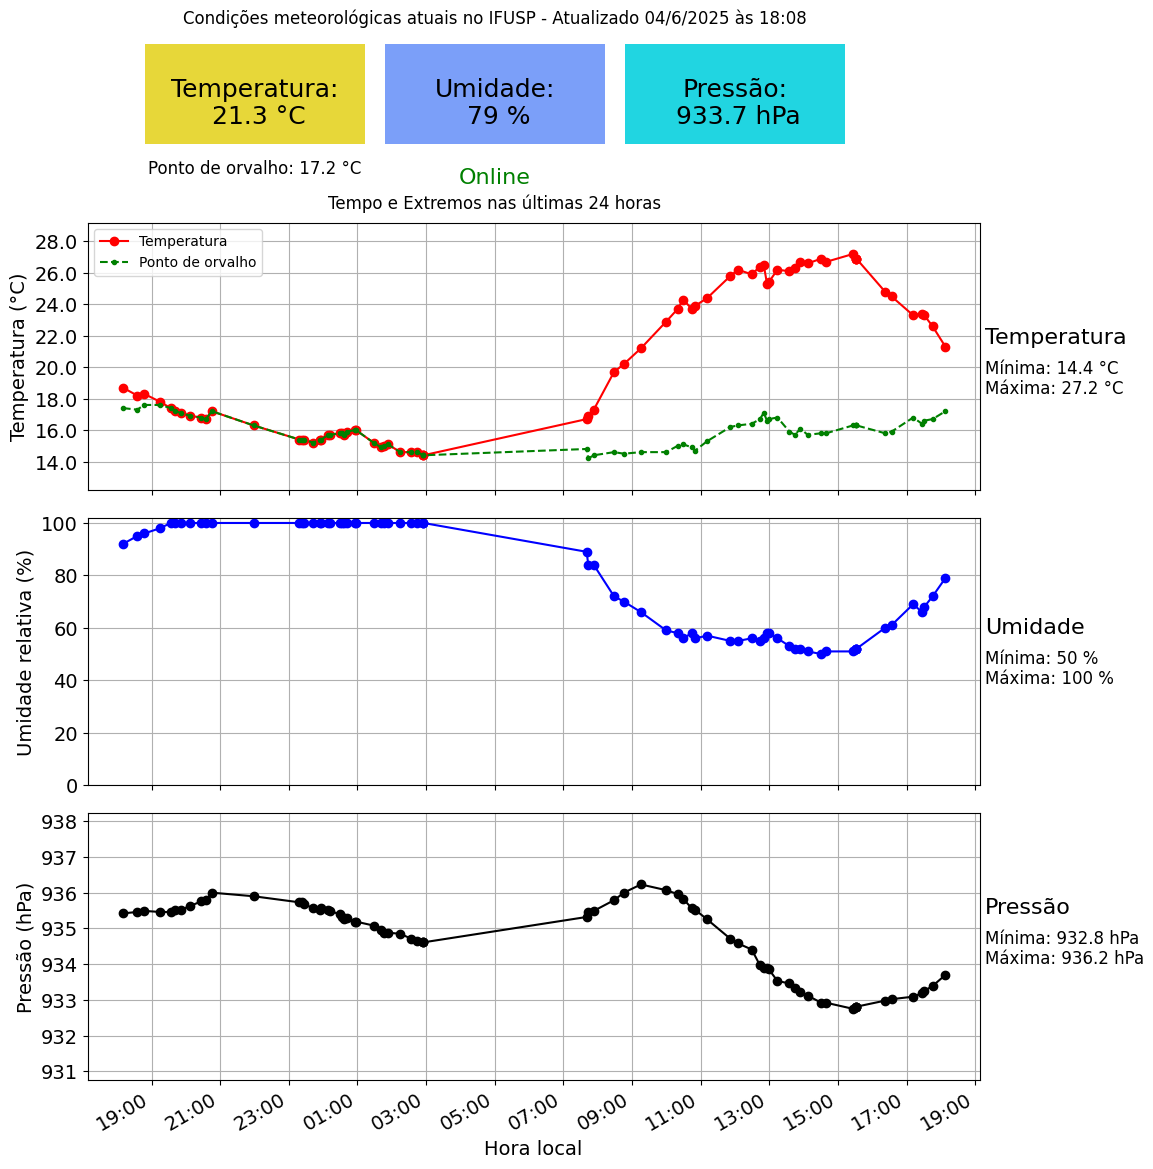 Condições meteorológicas atuais no IFUSP - Atualizado 04/6/2025 às 18:08
Temperatura:
21.3 °C
Umidade:
79 %
Pressão:
933.7 hPa
Ponto de orvalho: 17.2 °C
Online
Tempo e Extremos nas últimas 24 horas
Temperatura
Ponto de orvalho
Temperatura (°C)
28.0
26.0
24.0
22.0
20.0
18.0
16.0
14.0
Temperatura
Mínima: 14.4 °C
Máxima: 27.2 °C
Umidade relativa (%)
100
80
60
40
20
0
Umidade
Mínima: 50 %
Máxima: 100 %
Pressão (hPa)
938
937
936
935
934
933
932
931
Pressão
Mínima: 932.8 hPa
Máxima: 936.2 hPa
19:00 21:00 23:00 01:00 03:00 05:00 07:00 09:00 11:00 13:00 15:00 17:00 19:00
Hora local